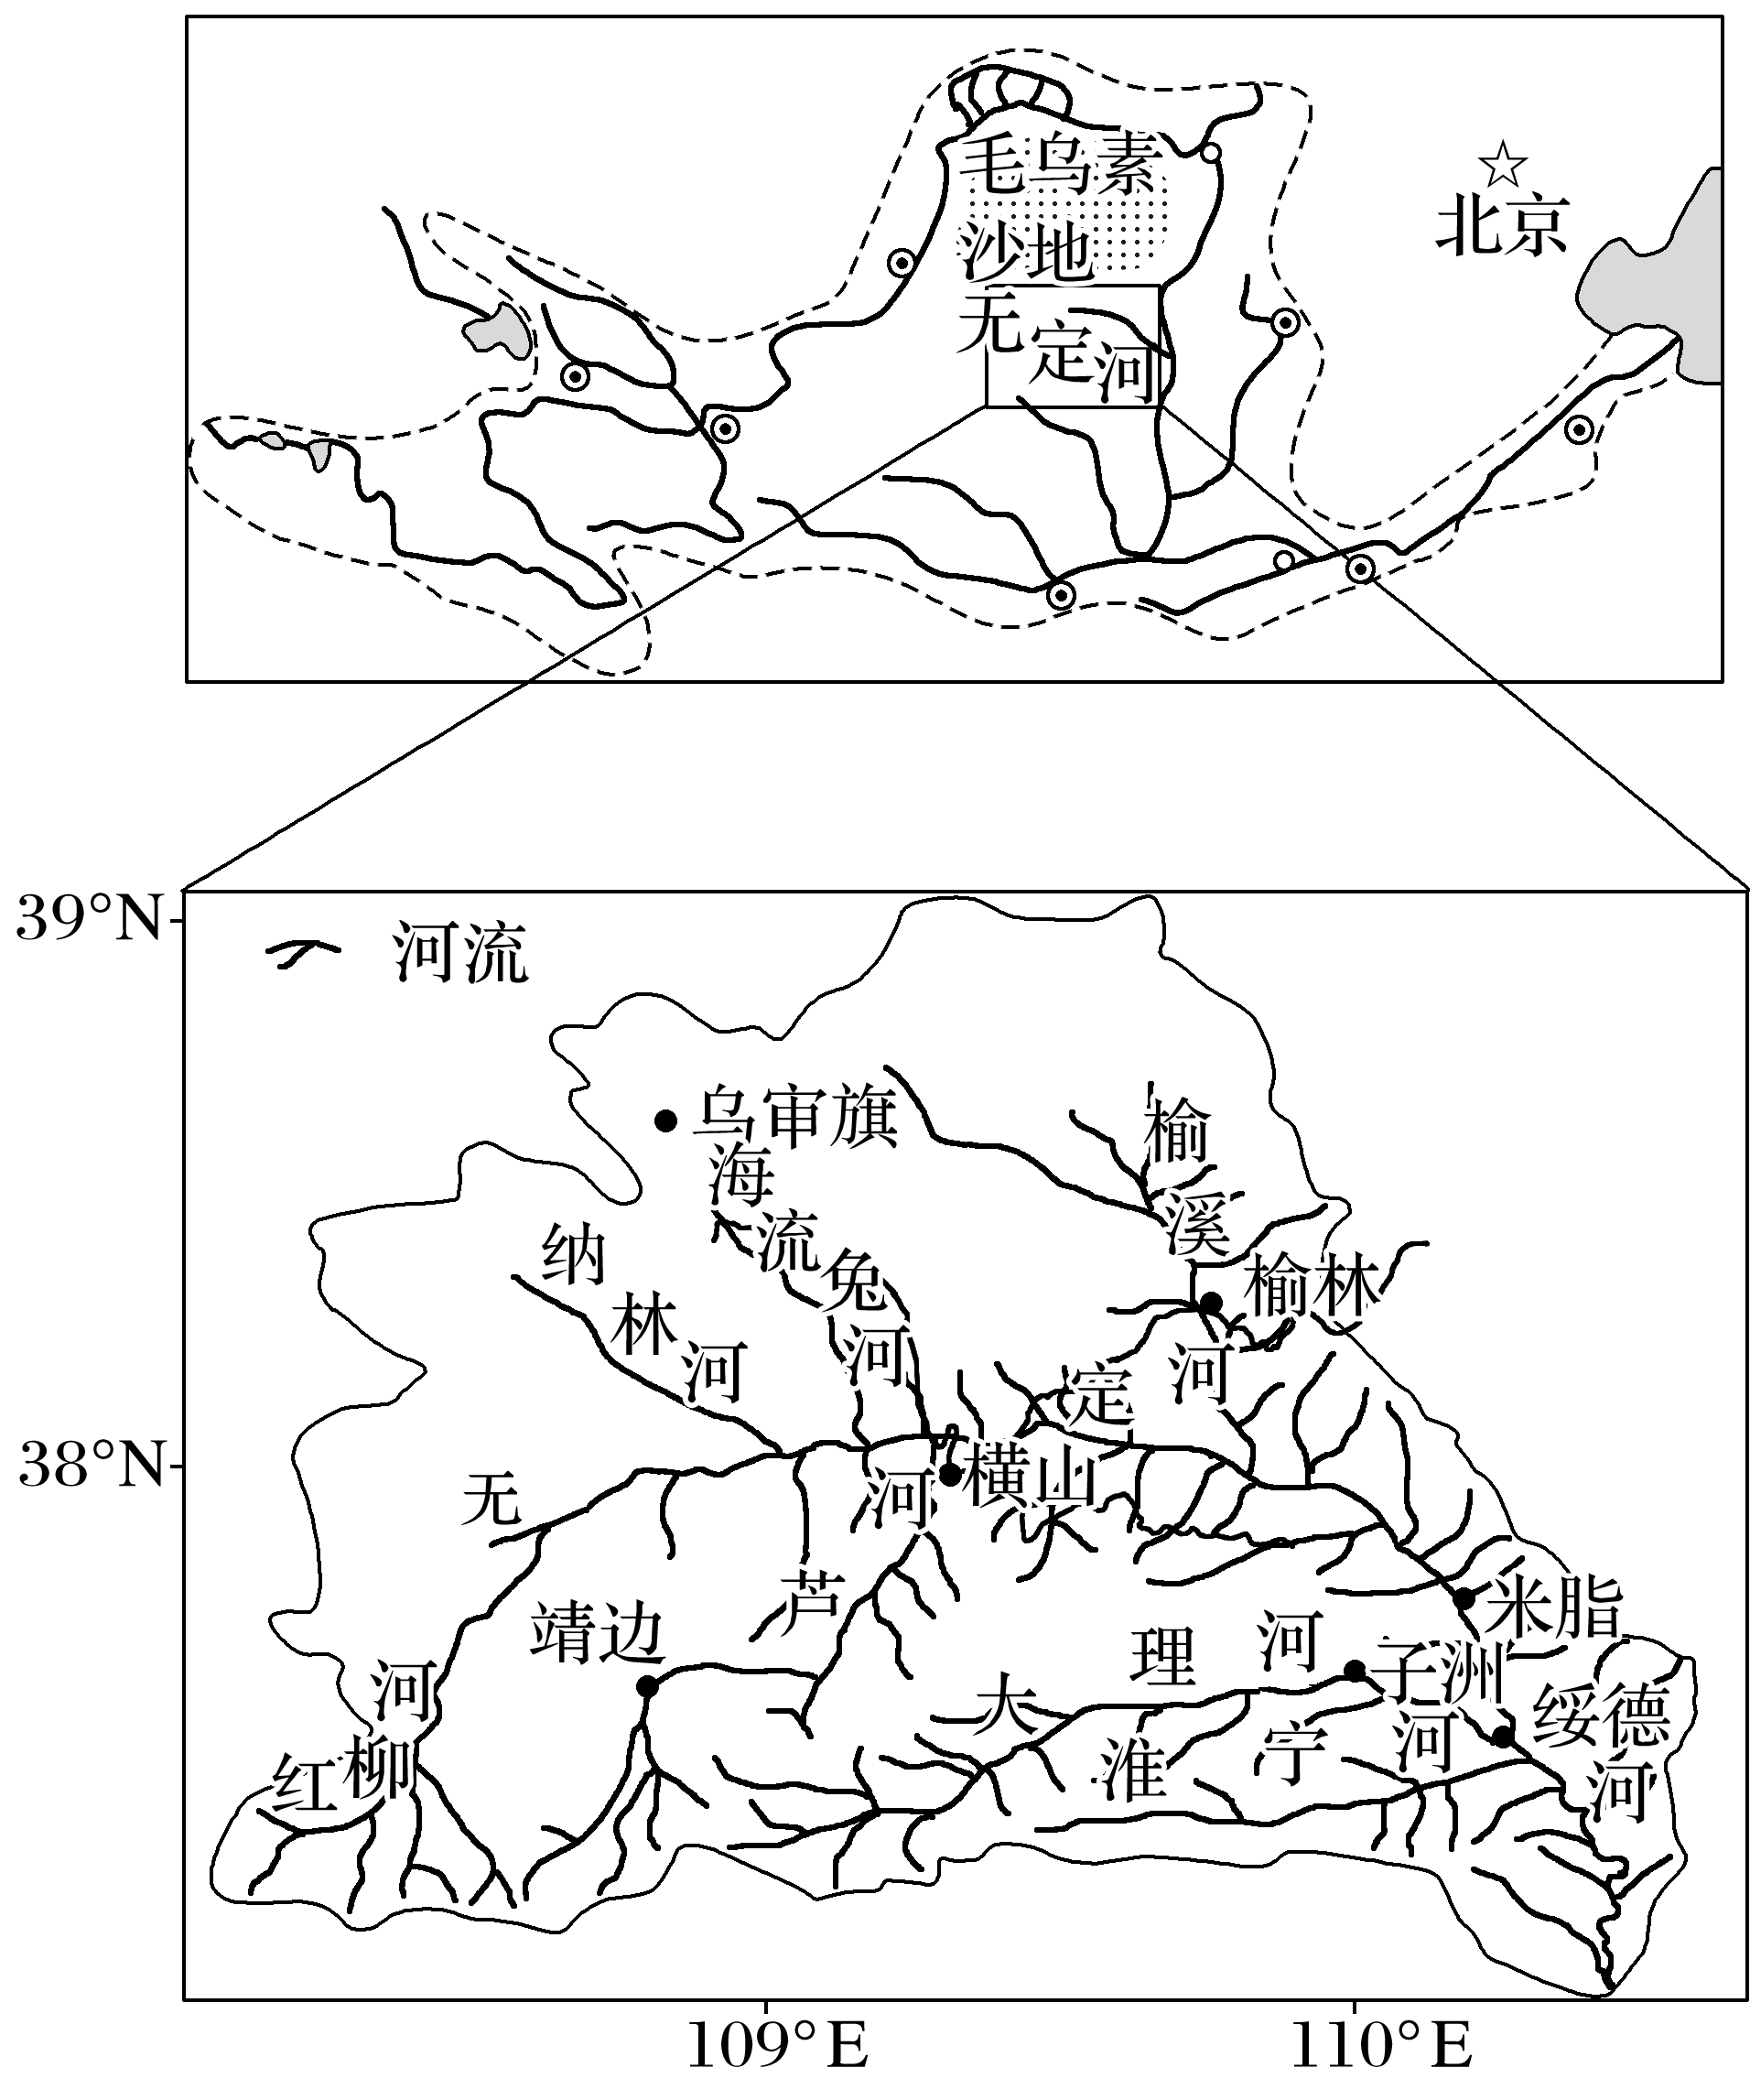 毛乌素
沙地
北京
无定河
39°N
河流
乌审旗
榆溪河
海流兔河
纳林河
榆林
38°N
无定河
横山
芦河
靖边
米脂
大理河
子洲
绥德
淮宁河
红柳河
109°E
110°E